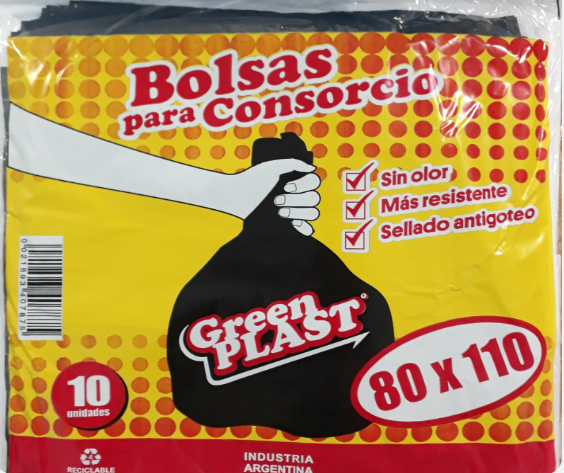 Bolsas
para Consorcio
Sin olor
Más resistente
Sellado antigoteo
Green
PLAST®
80 x 110
10
unidades
INDUSTRIA
ARGENTINA
RECICLABLE